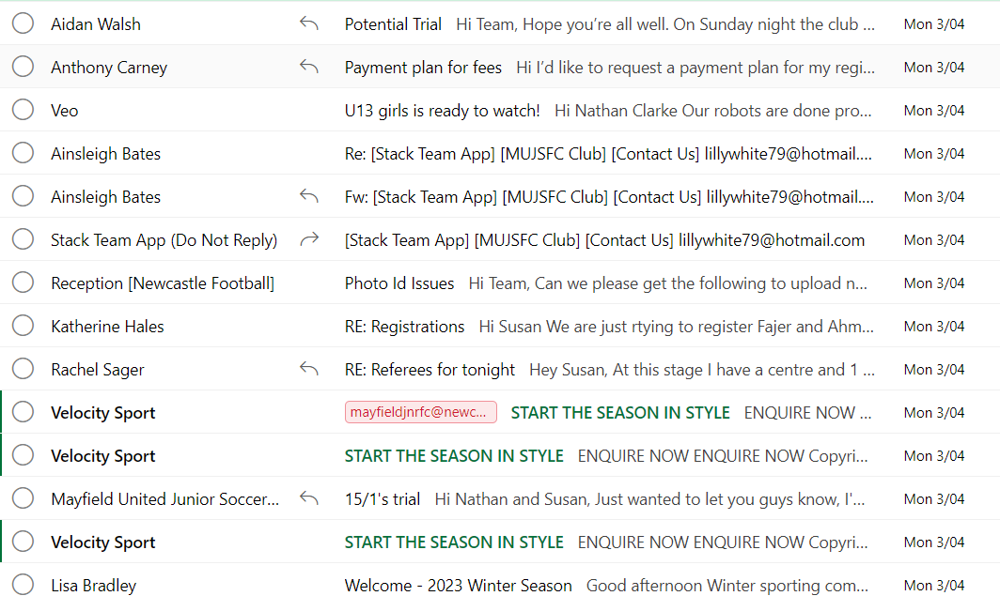 Aidan Walsh Potential Trial Hi Team, Hope you’re all well. On Sunday night the club ... Mon 3/04
Anthony Carney Payment plan for fees Hi I’d like to request a payment plan for my regi... Mon 3/04
Veo U13 girls is ready to watch! Hi Nathan Clarke Our robots are done pro... Mon 3/04
Ainsleigh Bates Re: [Stack Team App] [MUJSFC Club] [Contact Us] lillywhite79@hotmail.... Mon 3/04
Ainsleigh Bates Fw: [Stack Team App] [MUJSFC Club] [Contact Us] lillywhite79@hotmail.... Mon 3/04
Stack Team App (Do Not Reply) [Stack Team App] [MUJSFC Club] [Contact Us] lillywhite79@hotmail.com Mon 3/04
Reception [Newcastle Football] Photo Id Issues Hi Team, Can we please get the following to upload n... Mon 3/04
Katherine Hales RE: Registrations Hi Susan We are just rtying to register Fajer and Ahm... Mon 3/04
Rachel Sager RE: Referees for tonight Hey Susan, At this stage I have a centre and 1 ... Mon 3/04
Velocity Sport mayfieldjnrfc@newc... START THE SEASON IN STYLE ENQUIRE NOW ... Mon 3/04
Velocity Sport START THE SEASON IN STYLE ENQUIRE NOW ENQUIRE NOW Copyri... Mon 3/04
Mayfield United Junior Soccer... 15/1's trial Hi Nathan and Susan, Just wanted to let you guys know, I'... Mon 3/04
Velocity Sport START THE SEASON IN STYLE ENQUIRE NOW ENQUIRE NOW Copyri... Mon 3/04
Lisa Bradley Welcome - 2023 Winter Season Good afternoon Winter sporting com... Mon 3/04